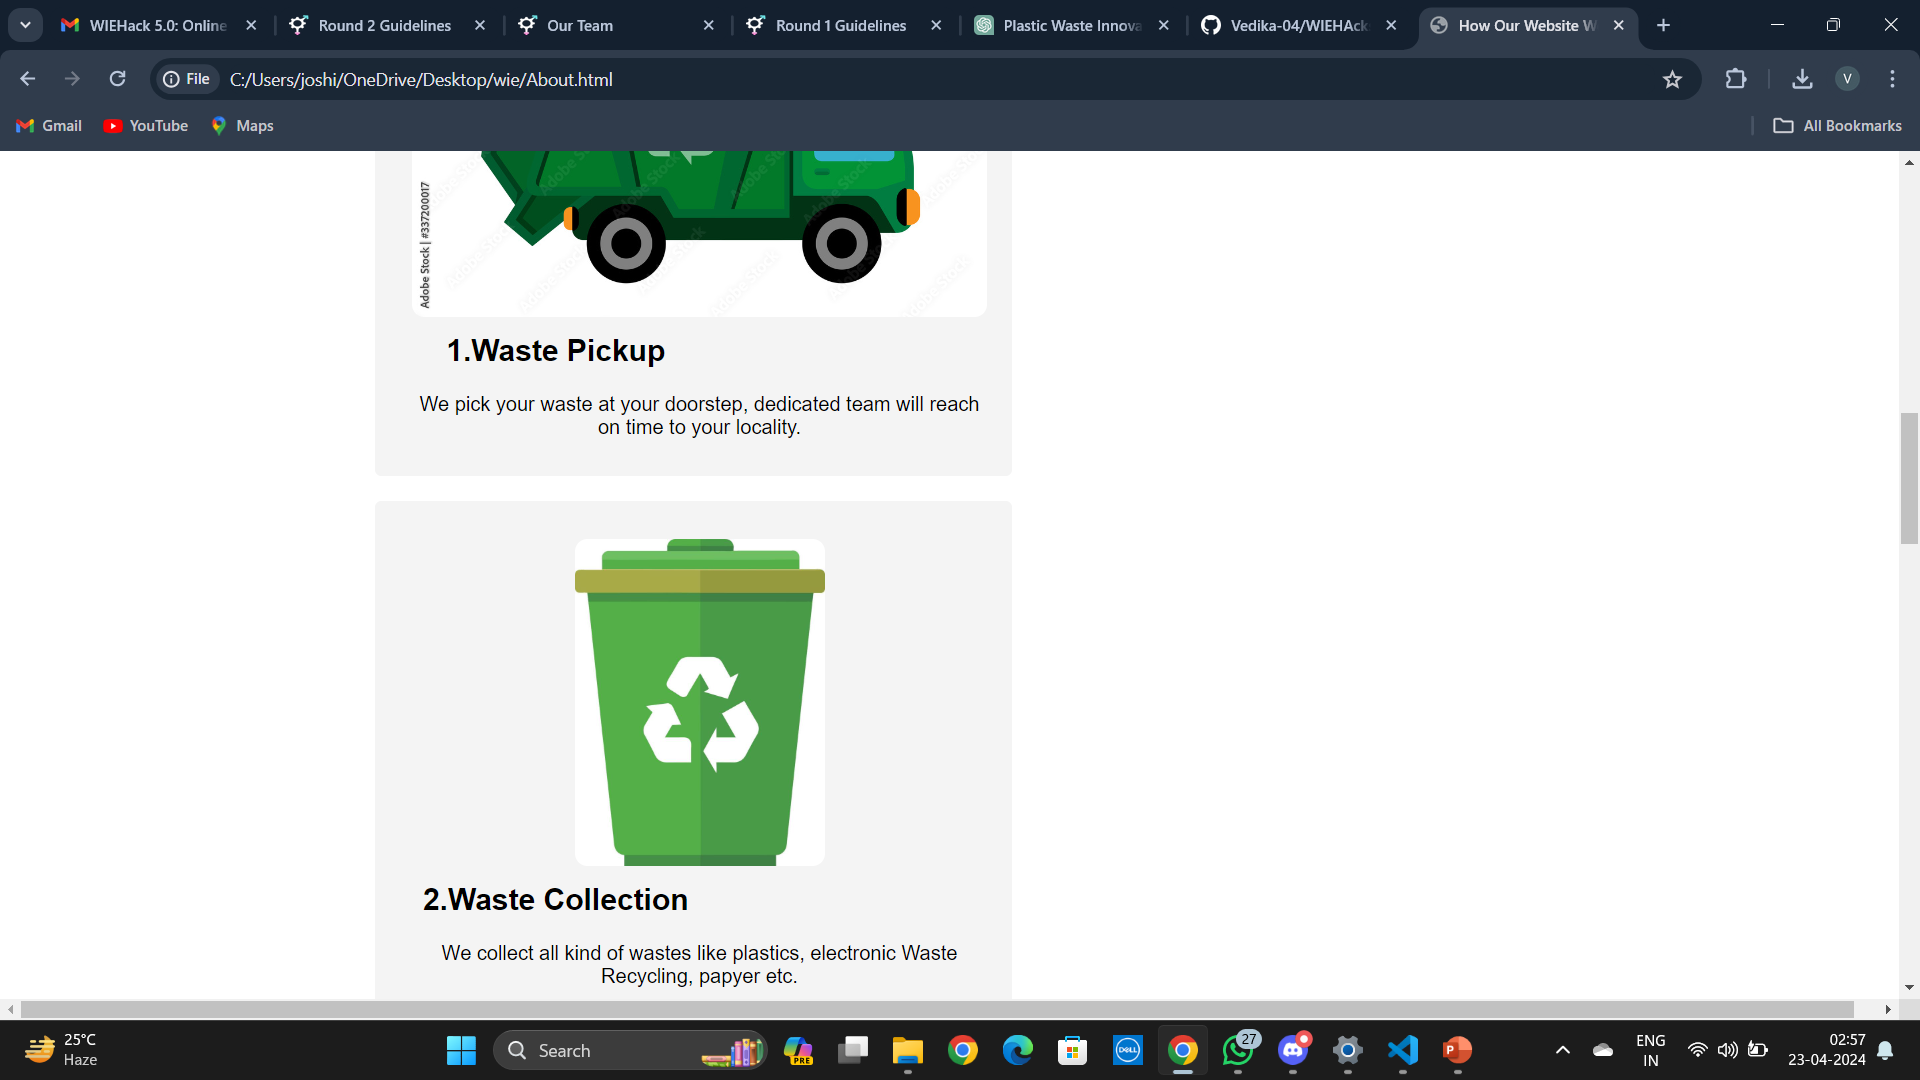 WIEHack 5.0: Online
Round 2 Guidelines
Our Team
Round 1 Guidelines
Plastic Waste Innova
Vedika-04/WIEHAck
How Our Website W
File
C:/Users/joshi/OneDrive/Desktop/wie/About.html
V
Gmail
YouTube
Maps
All Bookmarks
Adobe Stock | #337200017
Adobe Stock
1.Waste Pickup
We pick your waste at your doorstep, dedicated team will reach
on time to your locality.
2.Waste Collection
We collect all kind of wastes like plastics, electronic Waste
Recycling, papyer etc.
25°C
Haze
Search
PRE
DELL
27
P
ENG
IN
02:57
23-04-2024